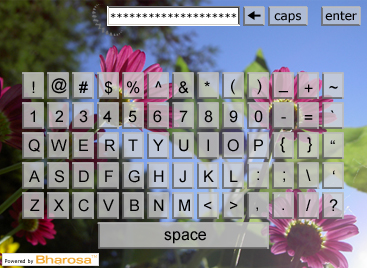 ******************** ← caps enter
! @ # $ % ^ & * ( ) _ + ~
1 2 3 4 5 6 7 8 9 0 - = `
Q W E R T Y U I O P { } “
A S D F G H J K L : ; \ ‘
Z X C V B N M < > , . / ?
space
Powered by Bharosa